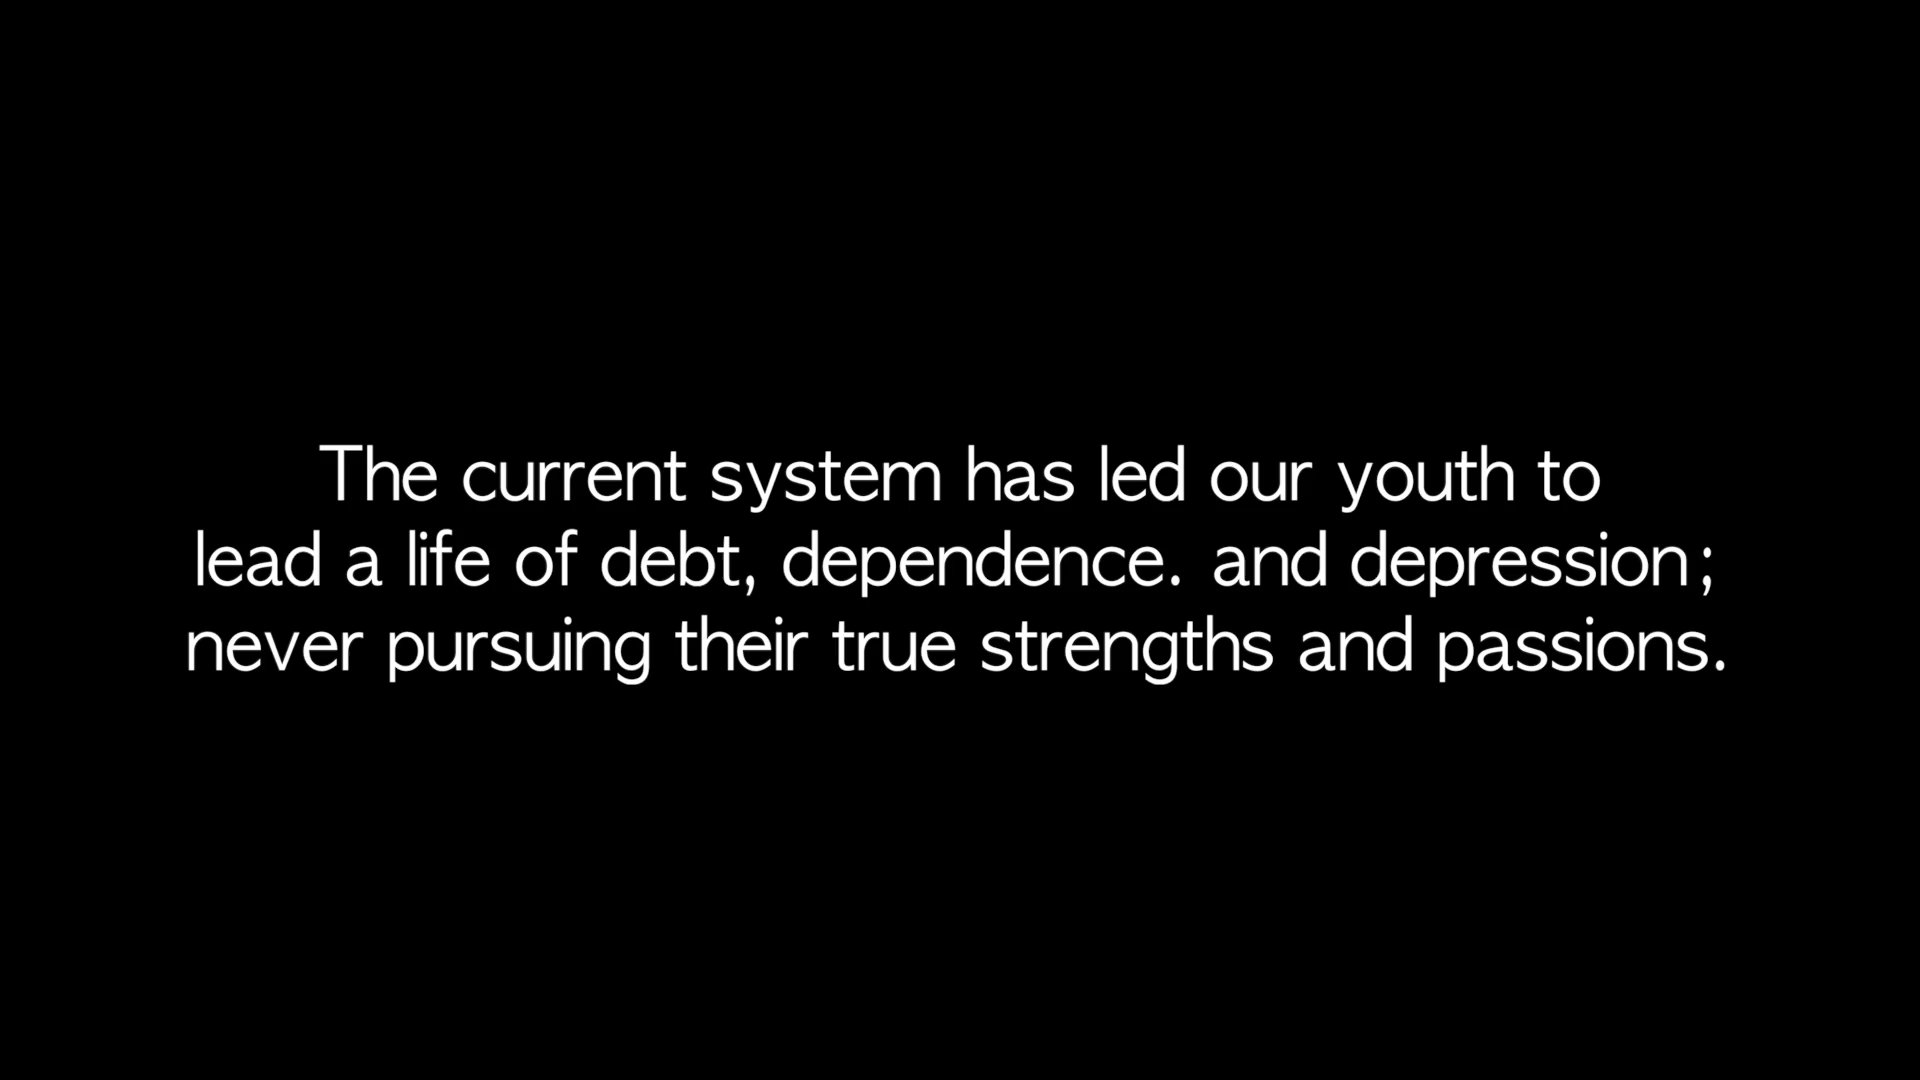 The current system has led our youth to
lead a life of debt, dependence. and depression;
never pursuing their true strengths and passions.